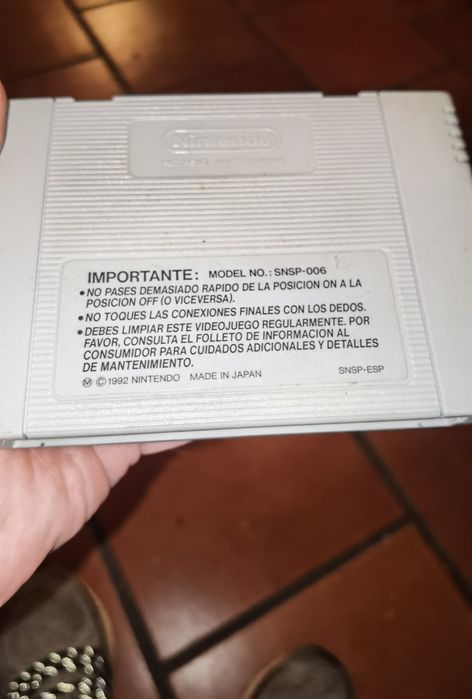 Nintendo
IMPORTANTE: MODEL NO.: SNSP-006
• NO PASES DEMASIADO RAPIDO DE LA POSICION ON A LA
POSICION OFF (O VICEVERSA).
• NO TOQUES LAS CONEXIONES FINALES CON LOS DEDOS.
• DEBES LIMPIAR ESTE VIDEOJUEGO REGULARMENTE. POR
FAVOR, CONSULTA EL FOLLETO DE INFORMACION AL
CONSUMIDOR PARA CUIDADOS ADICIONALES Y DETALLES
DE MANTENIMIENTO.
Ⓜ © 1992 NINTENDO MADE IN JAPAN SNSP-ESP